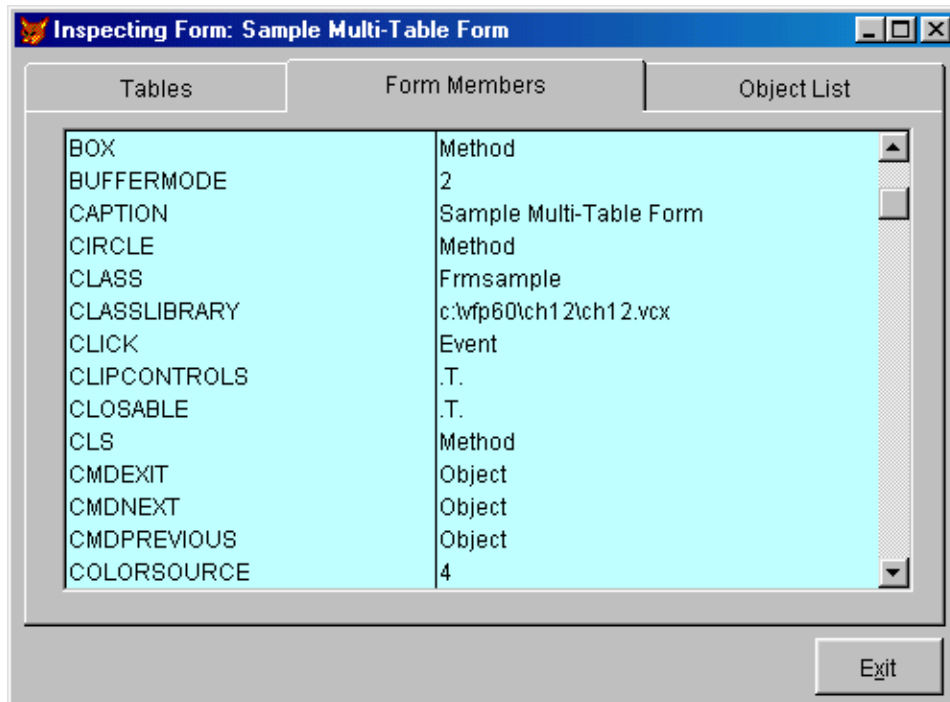 Inspecting Form: Sample Multi-Table Form
Tables Form Members Object List
BOX Method
BUFFERMODE 2
CAPTION Sample Multi-Table Form
CIRCLE Method
CLASS Frmsample
CLASSLIBRARY c:\vfp60\ch12\ch12.vcx
CLICK Event
CLIPCONTROLS .T.
CLOSABLE .T.
CLS Method
CMDEXIT Object
CMDNEXT Object
CMDPREVIOUS Object
COLORSOURCE 4
Exit